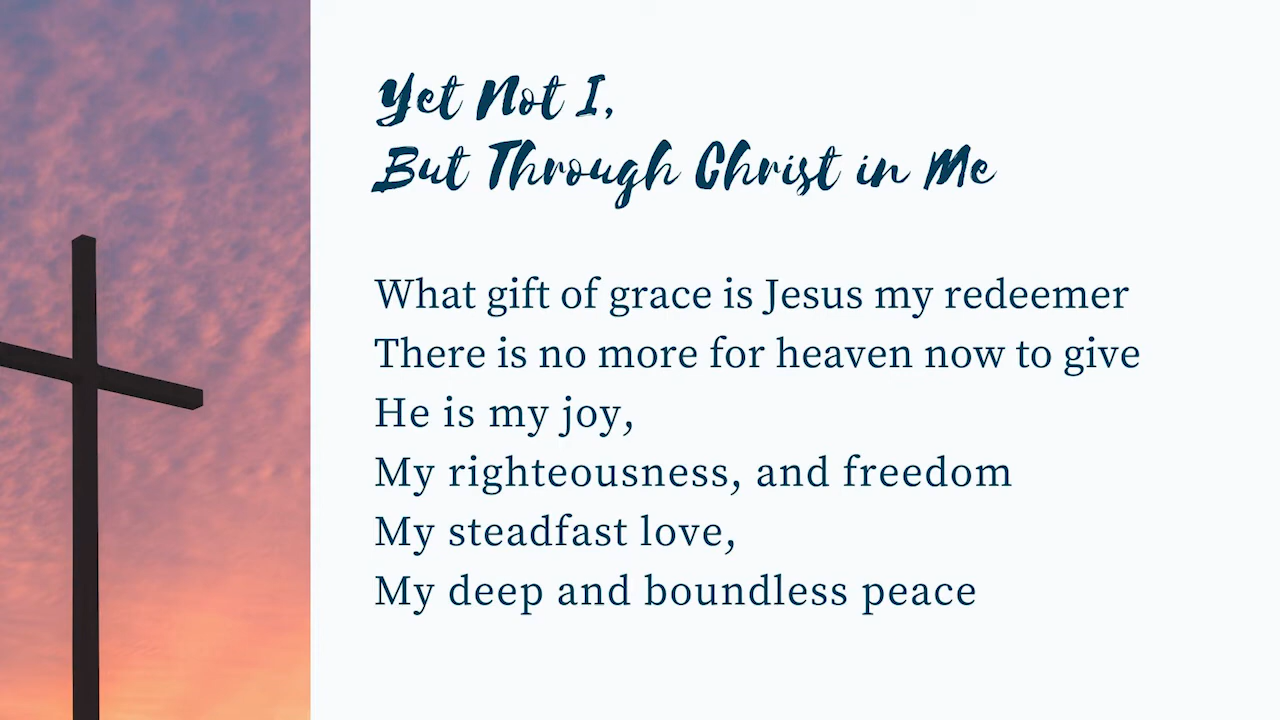 Yet Not I,
But Through Christ in Me
What gift of grace is Jesus my redeemer
There is no more for heaven now to give
He is my joy,
My righteousness, and freedom
My steadfast love,
My deep and boundless peace